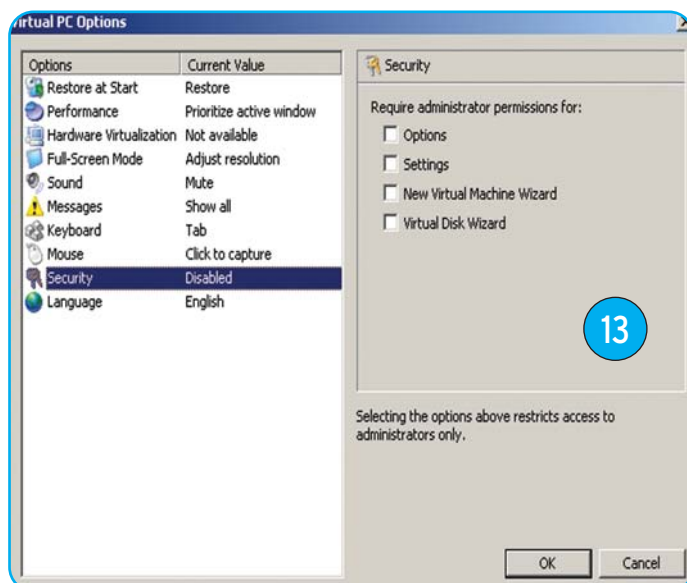 Virtual PC Options
Options Current Value
Restore at Start Restore
Performance Prioritize active window
Hardware Virtualization Not available
Full-Screen Mode Adjust resolution
Sound Mute
Messages Show all
Keyboard Tab
Mouse Click to capture
Security Disabled
Language English
Security
Require administrator permissions for:
Options
Settings
New Virtual Machine Wizard
Virtual Disk Wizard
13
Selecting the options above restricts access to
administrators only.
OK Cancel